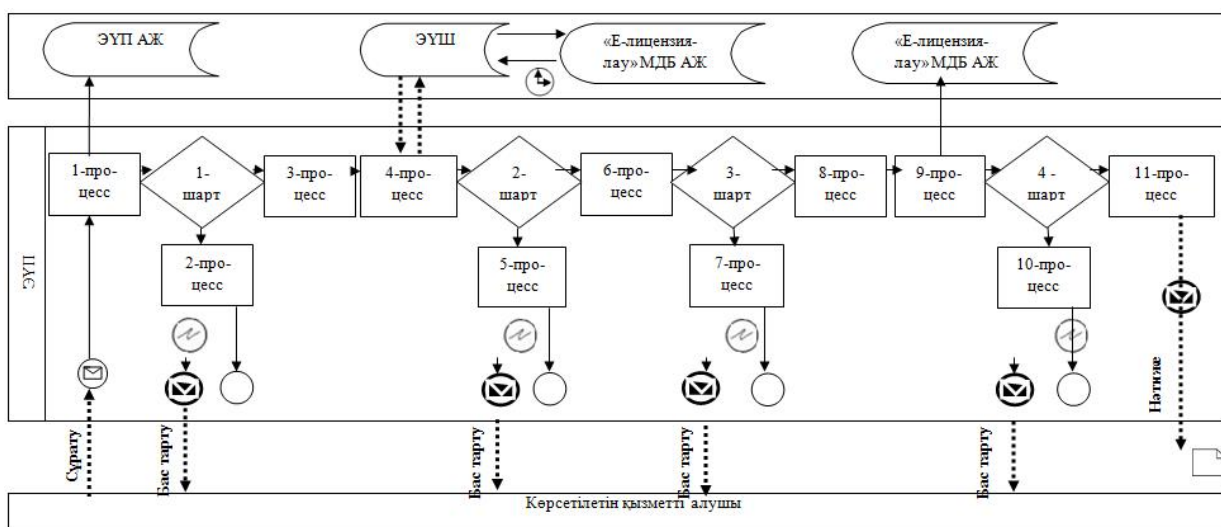 ЭҮП АЖ
ЭҮШ
«Е-лицензия-
лау» МДБ АЖ
«Е-лицензия-
лау» МДБ АЖ
ЭҮП
1-про-
цесс
1-
шарт
3-про-
цесс
4-про-
цесс
2-
шарт
6-про-
цесс
3-
шарт
8-про-
цесс
9-про-
цесс
4 -
шарт
11-про-
цесс
2-про-
цесс
5-про-
цесс
7-про-
цесс
10-про-
цесс
Сұрату
Бас тарту
Бас тарту
Бас тарту
Бас тарту
Нәтиже
Көрсетілетін қызметті алушы